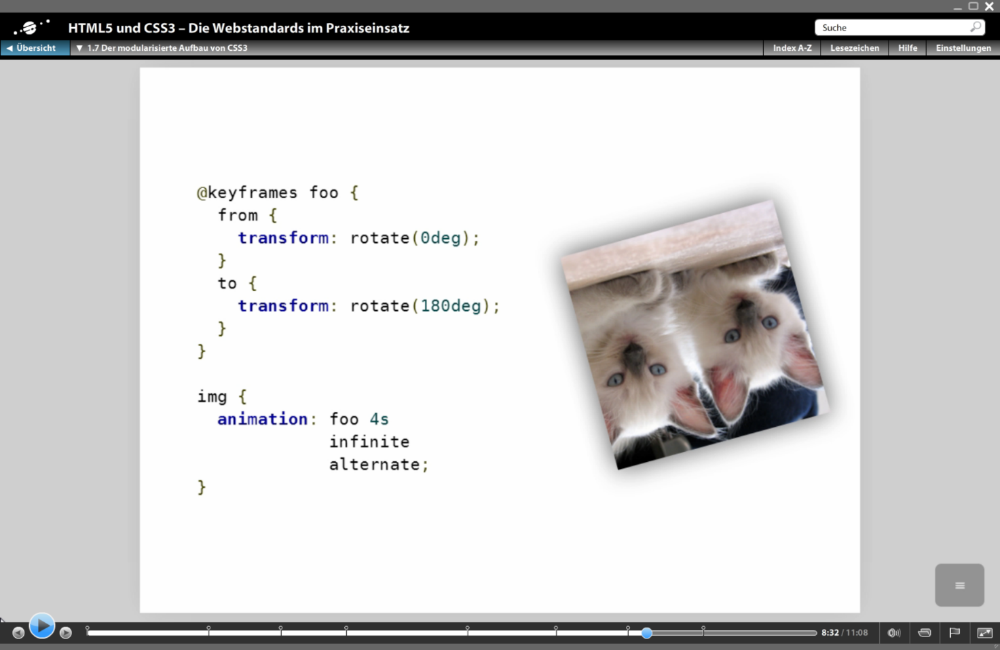 HTML5 und CSS3 – Die Webstandards im Praxiseinsatz
Suche
◀ Übersicht
▼ 1.7 Der modularisierte Aufbau von CSS3
Index A-Z
Lesezeichen
Hilfe
Einstellungen
@keyframes foo {
  from {
    transform: rotate(0deg);
  }
  to {
    transform: rotate(180deg);
  }
}
img {
  animation: foo 4s
             infinite
             alternate;
}
8:32 / 11:08